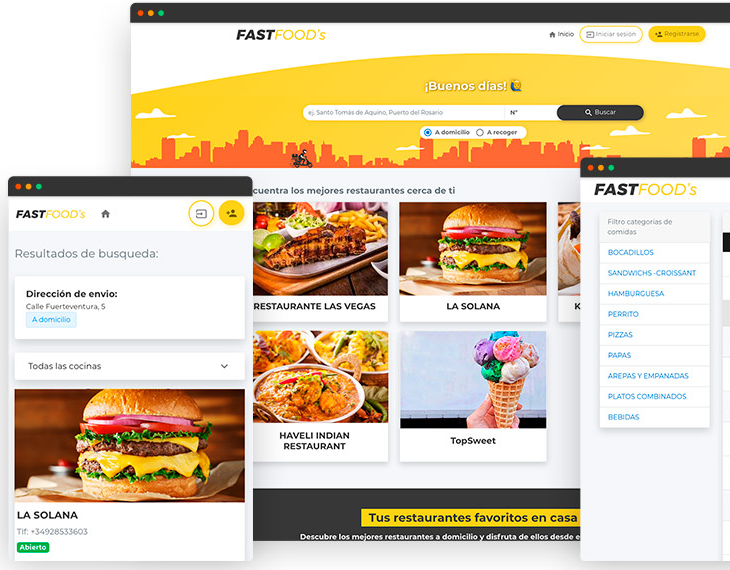 FASTFOOD's
Inicio
Iniciar sesión
Registrarse
¡Buenos días!
ej. Santo Tomás de Aquino, Puerto del Rosario
Nº
Buscar
A domicilio
A recoger
cuentra los mejores restaurantes cerca de ti
RESTAURANTE LAS VEGAS
LA SOLANA
K
HAVELI INDIAN
RESTAURANT
TopSweet
Tus restaurantes favoritos en casa
Descubre los mejores restaurantes a domicilio y disfruta de ellos desde e
FASTFOOD's
Resultados de busqueda:
Dirección de envio:
Calle Fuerteventura, 5
A domicilio
Todas las cocinas
LA SOLANA
Tlf: +34928533603
Abierto
FASTFOOD's
Filtro categorias de
comidas
BOCADILLOS
SANDWICHS -CROISSANT
HAMBURGUESA
PERRITO
PIZZAS
PAPAS
AREPAS Y EMPANADAS
PLATOS COMBINADOS
BEBIDAS